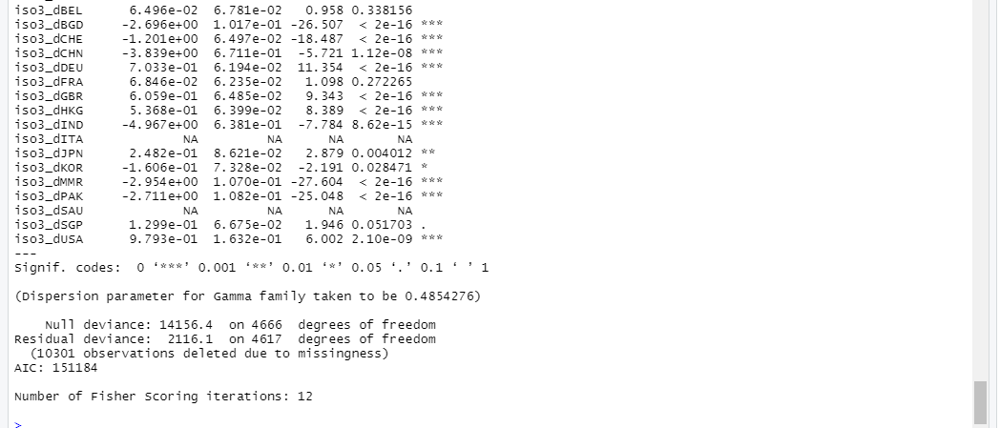 iso3_dBEL 6.496e-02 6.781e-02 0.958 0.338156
iso3_dBGD -2.696e+00 1.017e-01 -26.507 < 2e-16 ***
iso3_dCHE -1.201e+00 6.497e-02 -18.487 < 2e-16 ***
iso3_dCHN -3.839e+00 6.711e-01 -5.721 1.12e-08 ***
iso3_dDEU 7.033e-01 6.194e-02 11.354 < 2e-16 ***
iso3_dFRA 6.846e-02 6.235e-02 1.098 0.272265
iso3_dGBR 6.059e-01 6.485e-02 9.343 < 2e-16 ***
iso3_dHKG 5.368e-01 6.399e-02 8.389 < 2e-16 ***
iso3_dIND -4.967e+00 6.381e-01 -7.784 8.62e-15 ***
iso3_dITA NA NA NA NA
iso3_dJPN 2.482e-01 8.621e-02 2.879 0.004012 **
iso3_dKOR -1.606e-01 7.328e-02 -2.191 0.028471 *
iso3_dMMR -2.954e+00 1.070e-01 -27.604 < 2e-16 ***
iso3_dPAK -2.711e+00 1.082e-01 -25.048 < 2e-16 ***
iso3_dSAU NA NA NA NA
iso3_dSGP 1.299e-01 6.675e-02 1.946 0.051703 .
iso3_dUSA 9.793e-01 1.632e-01 6.002 2.10e-09 ***
---
Signif. codes: 0 ‘***’ 0.001 ‘**’ 0.01 ‘*’ 0.05 ‘.’ 0.1 ‘ ’ 1
(Dispersion parameter for Gamma family taken to be 0.4854276)
Null deviance: 14156.4 on 4666 degrees of freedom
Residual deviance: 2116.1 on 4617 degrees of freedom
(10301 observations deleted due to missingness)
AIC: 151184
Number of Fisher Scoring iterations: 12
>